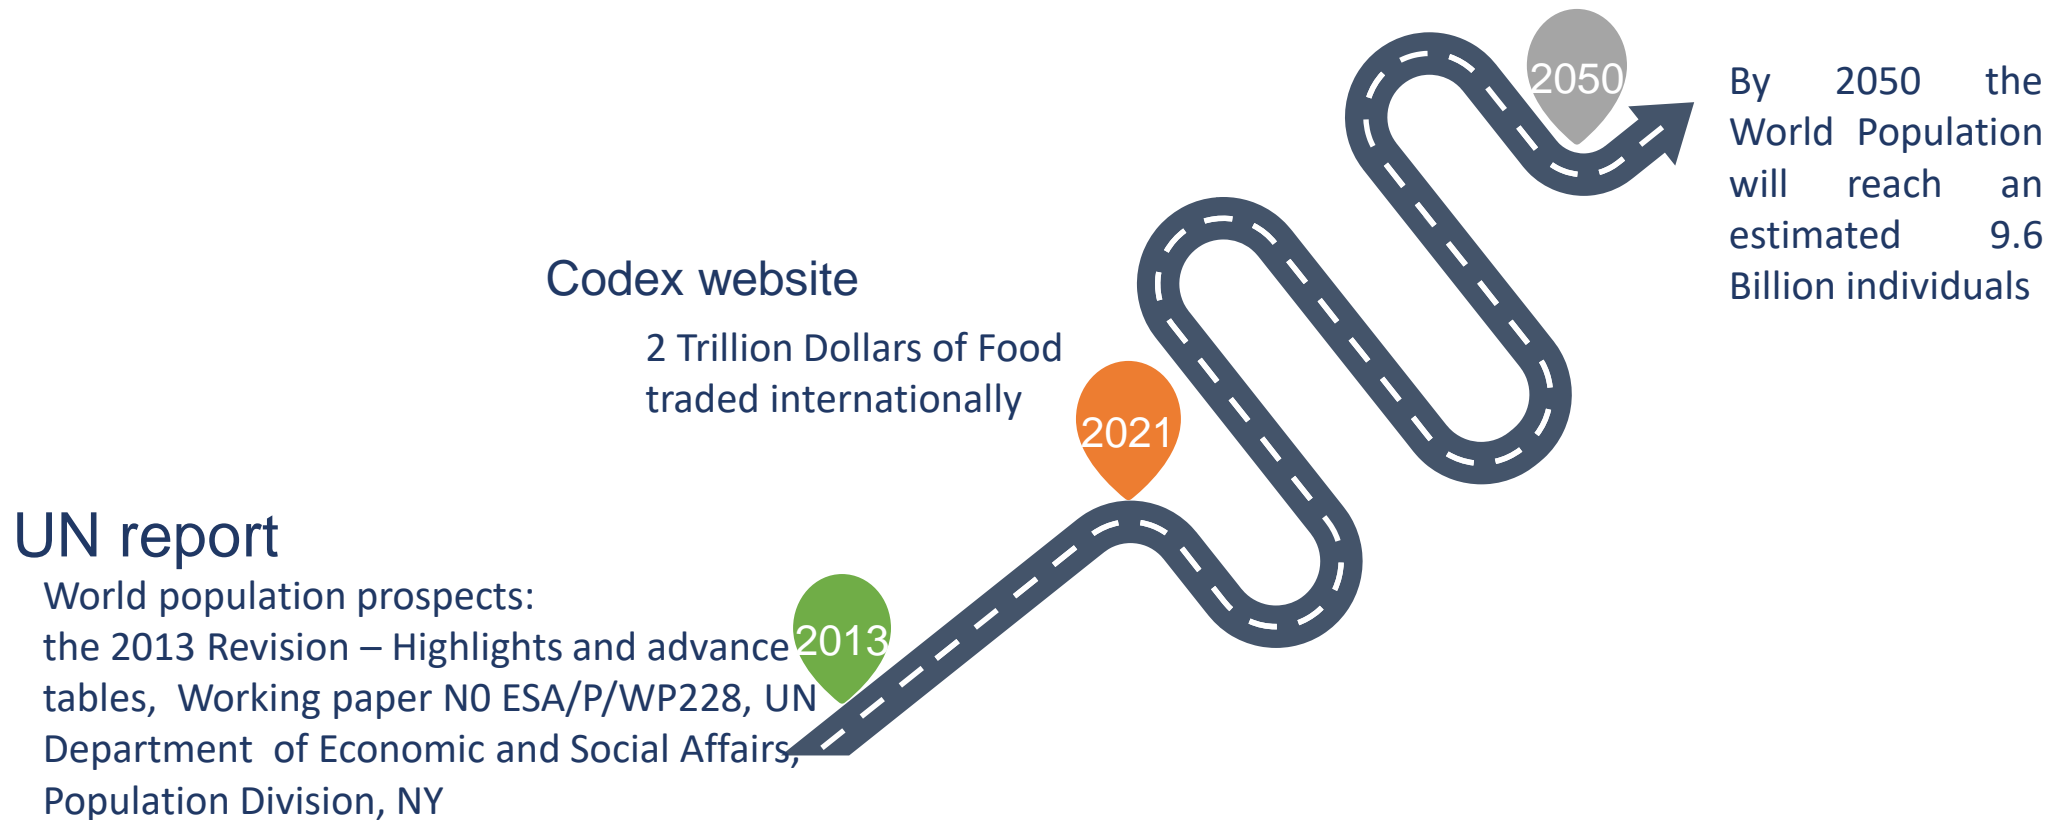 2050
By 2050 the
World Population
will reach an
estimated 9.6
Billion individuals
Codex website
2 Trillion Dollars of Food
traded internationally
2021
UN report
World population prospects:
the 2013 Revision – Highlights and advance
tables, Working paper N0 ESA/P/WP228, UN
Department of Economic and Social Affairs,
Population Division, NY
2013